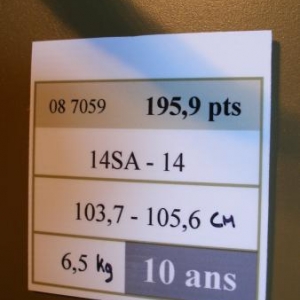 08 7059 195,9 pts
14SA - 14
103,7 - 105,6 CM
6,5 kg 10 ans